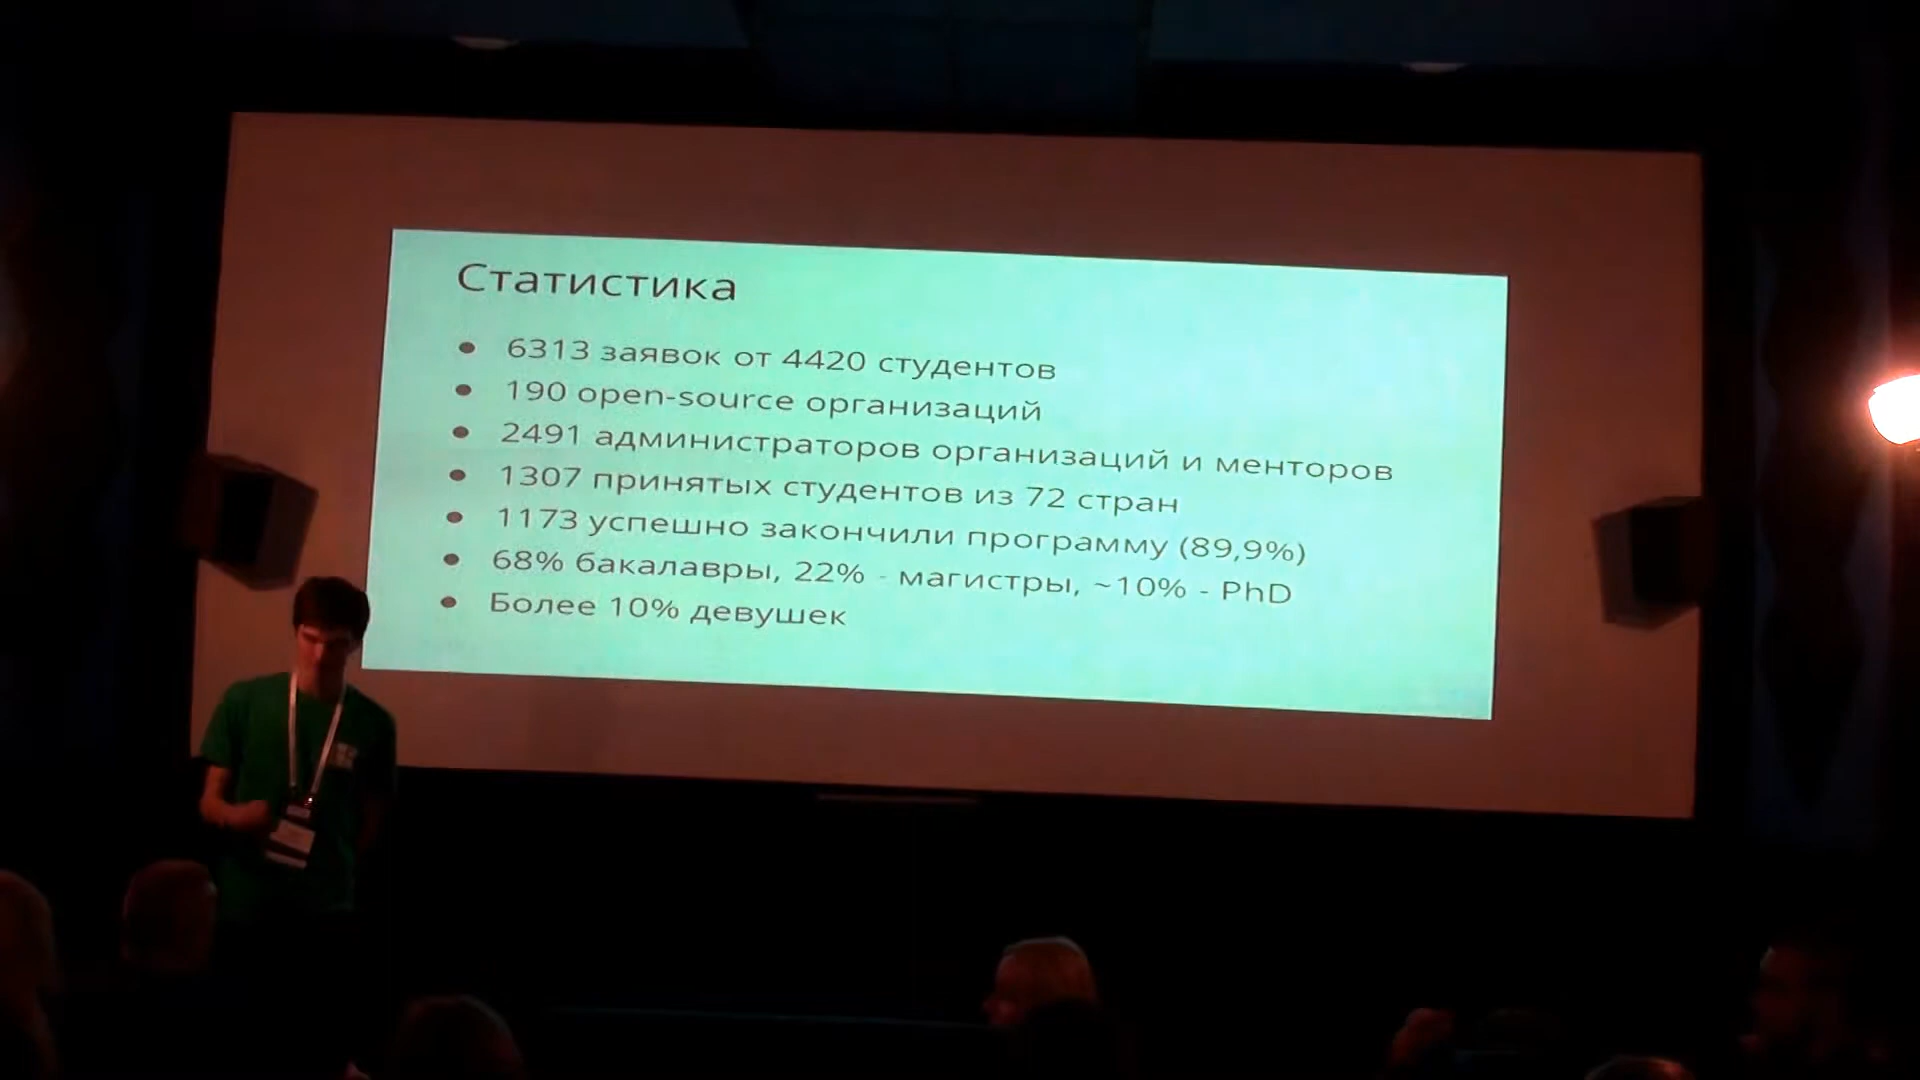 Статистика
● 6313 заявок от 4420 студентов
● 190 open-source организаций
● 2491 администраторов организаций и менторов
● 1307 принятых студентов из 72 стран
● 1173 успешно закончили программу (89,9%)
● 68% бакалавры, 22% - магистры, ~10% - PhD
● Более 10% девушек